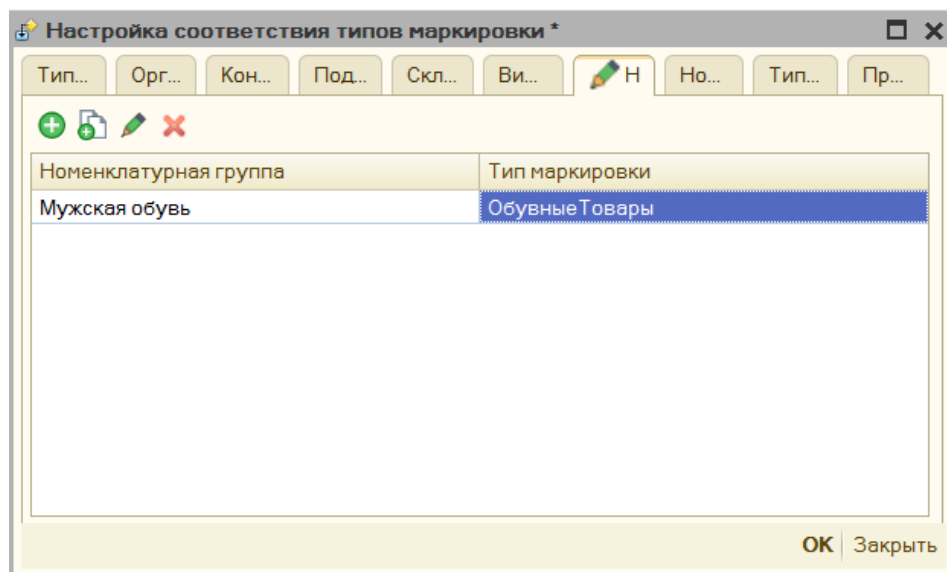 Настройка соответствия типов маркировки *
Тип... Орг... Кон... Под... Скл... Ви... Н Но... Тип... Пр...
Номенклатурная группа Тип маркировки
Мужская обувь ОбувныеТовары
OK Закрыть